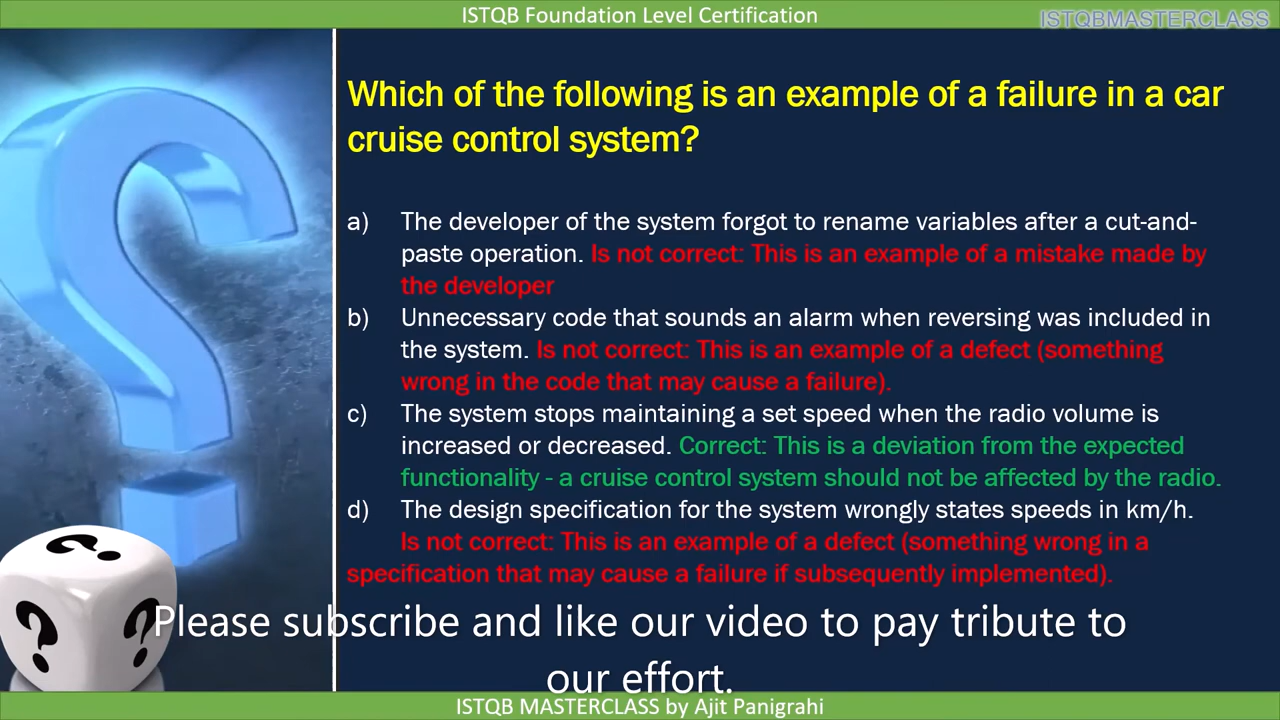 ISTQB Foundation Level Certification
ISTQBMASTERCLASS
Which of the following is an example of a failure in a car
cruise control system?
a) The developer of the system forgot to rename variables after a cut-and-
paste operation. Is not correct: This is an example of a mistake made by
the developer
b) Unnecessary code that sounds an alarm when reversing was included in
the system. Is not correct: This is an example of a defect (something
wrong in the code that may cause a failure).
c) The system stops maintaining a set speed when the radio volume is
increased or decreased. Correct: This is a deviation from the expected
functionality - a cruise control system should not be affected by the radio.
d) The design specification for the system wrongly states speeds in km/h.
Is not correct: This is an example of a defect (something wrong in a
specification that may cause a failure if subsequently implemented).
Please subscribe and like our video to pay tribute to
our effort.
ISTQB MASTERCLASS by Ajit Panigrahi